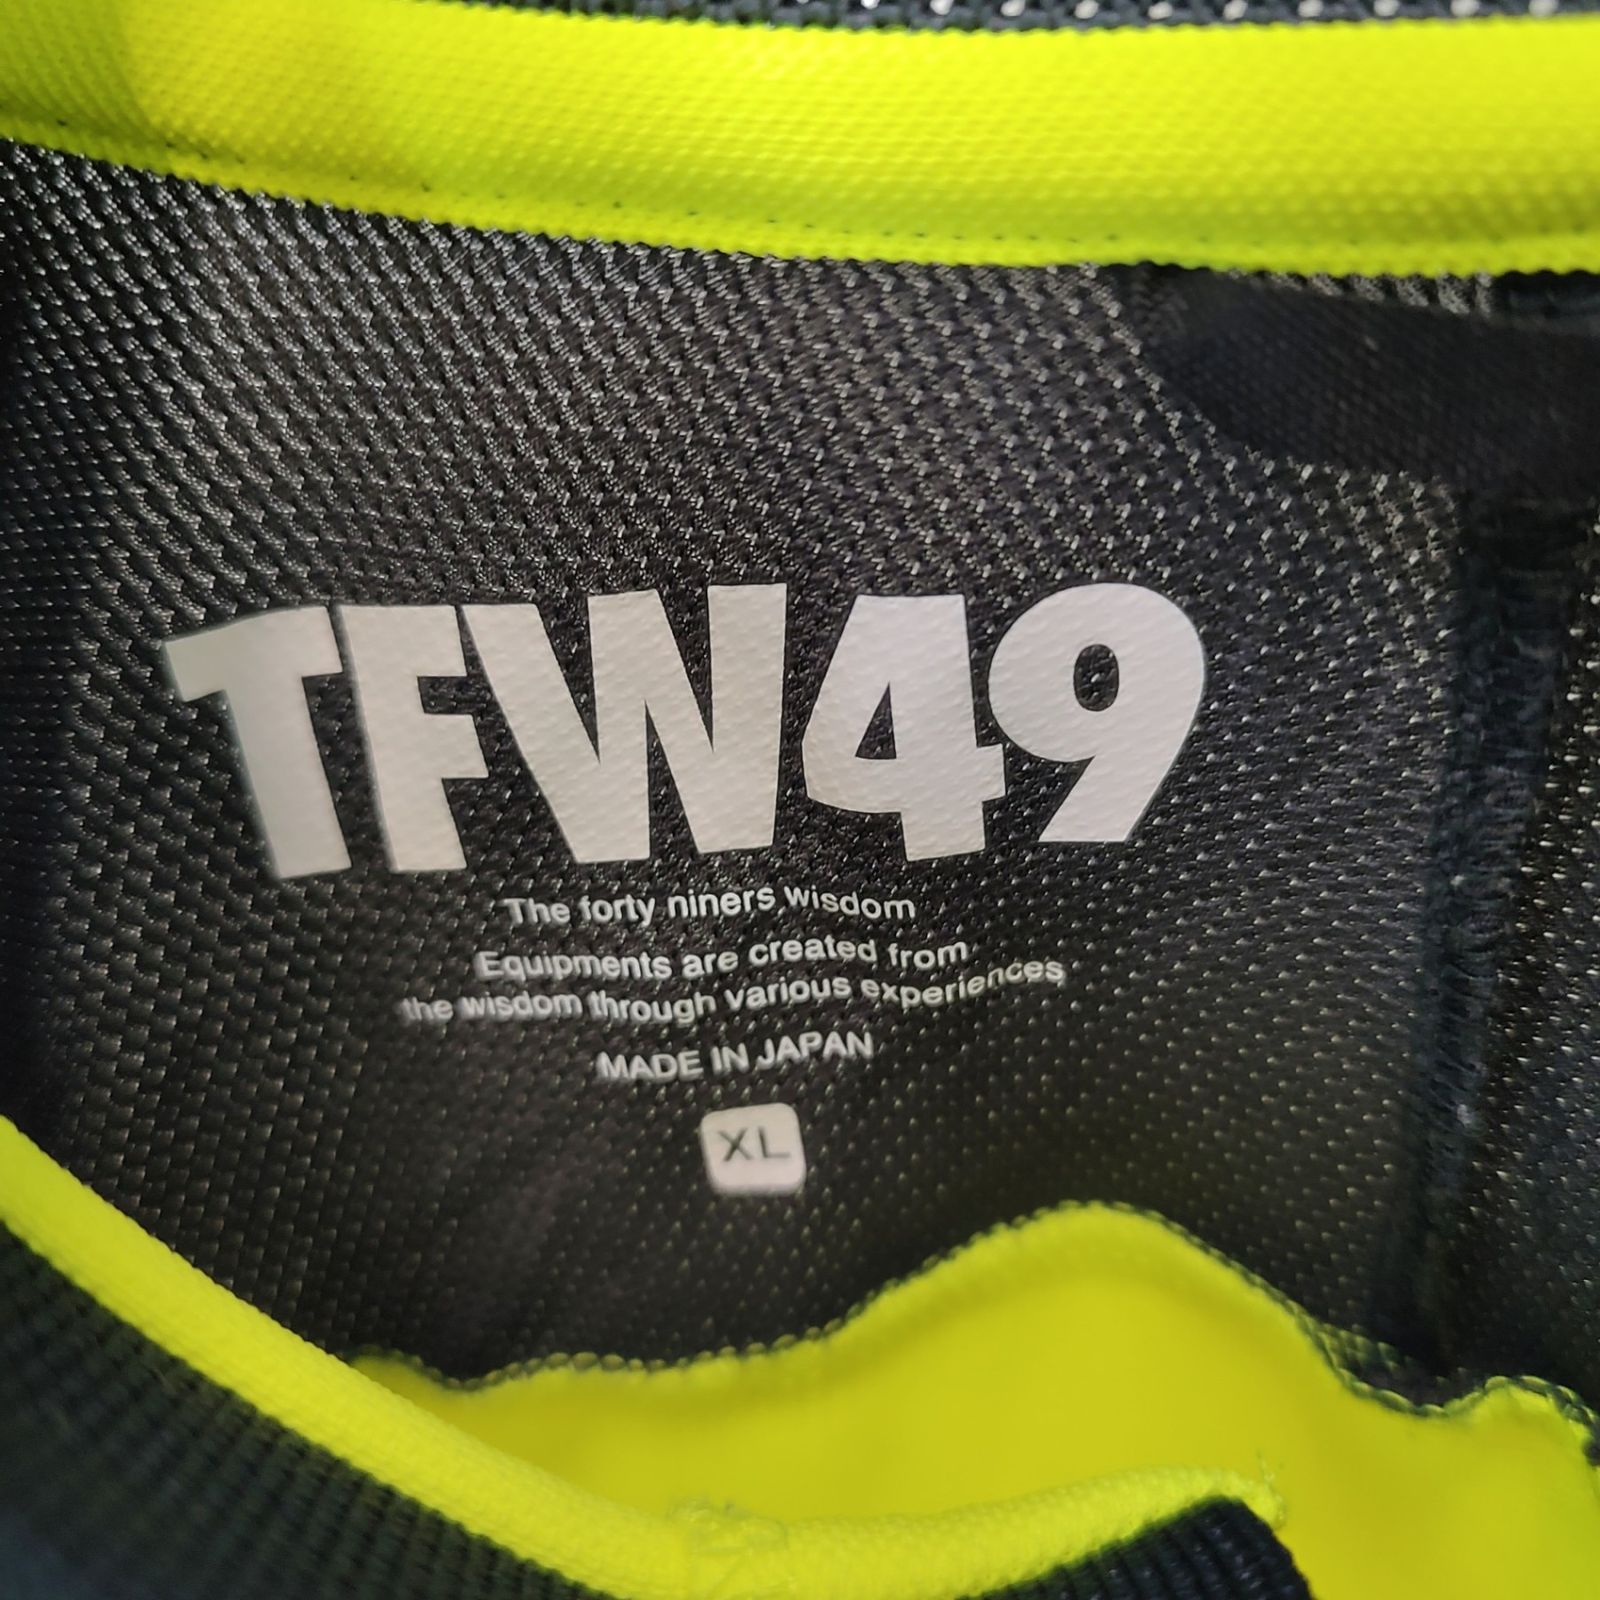 TFW49
The forty niners wisdom
Equipments are created from
the wisdom through various experiences
MADE IN JAPAN
XL